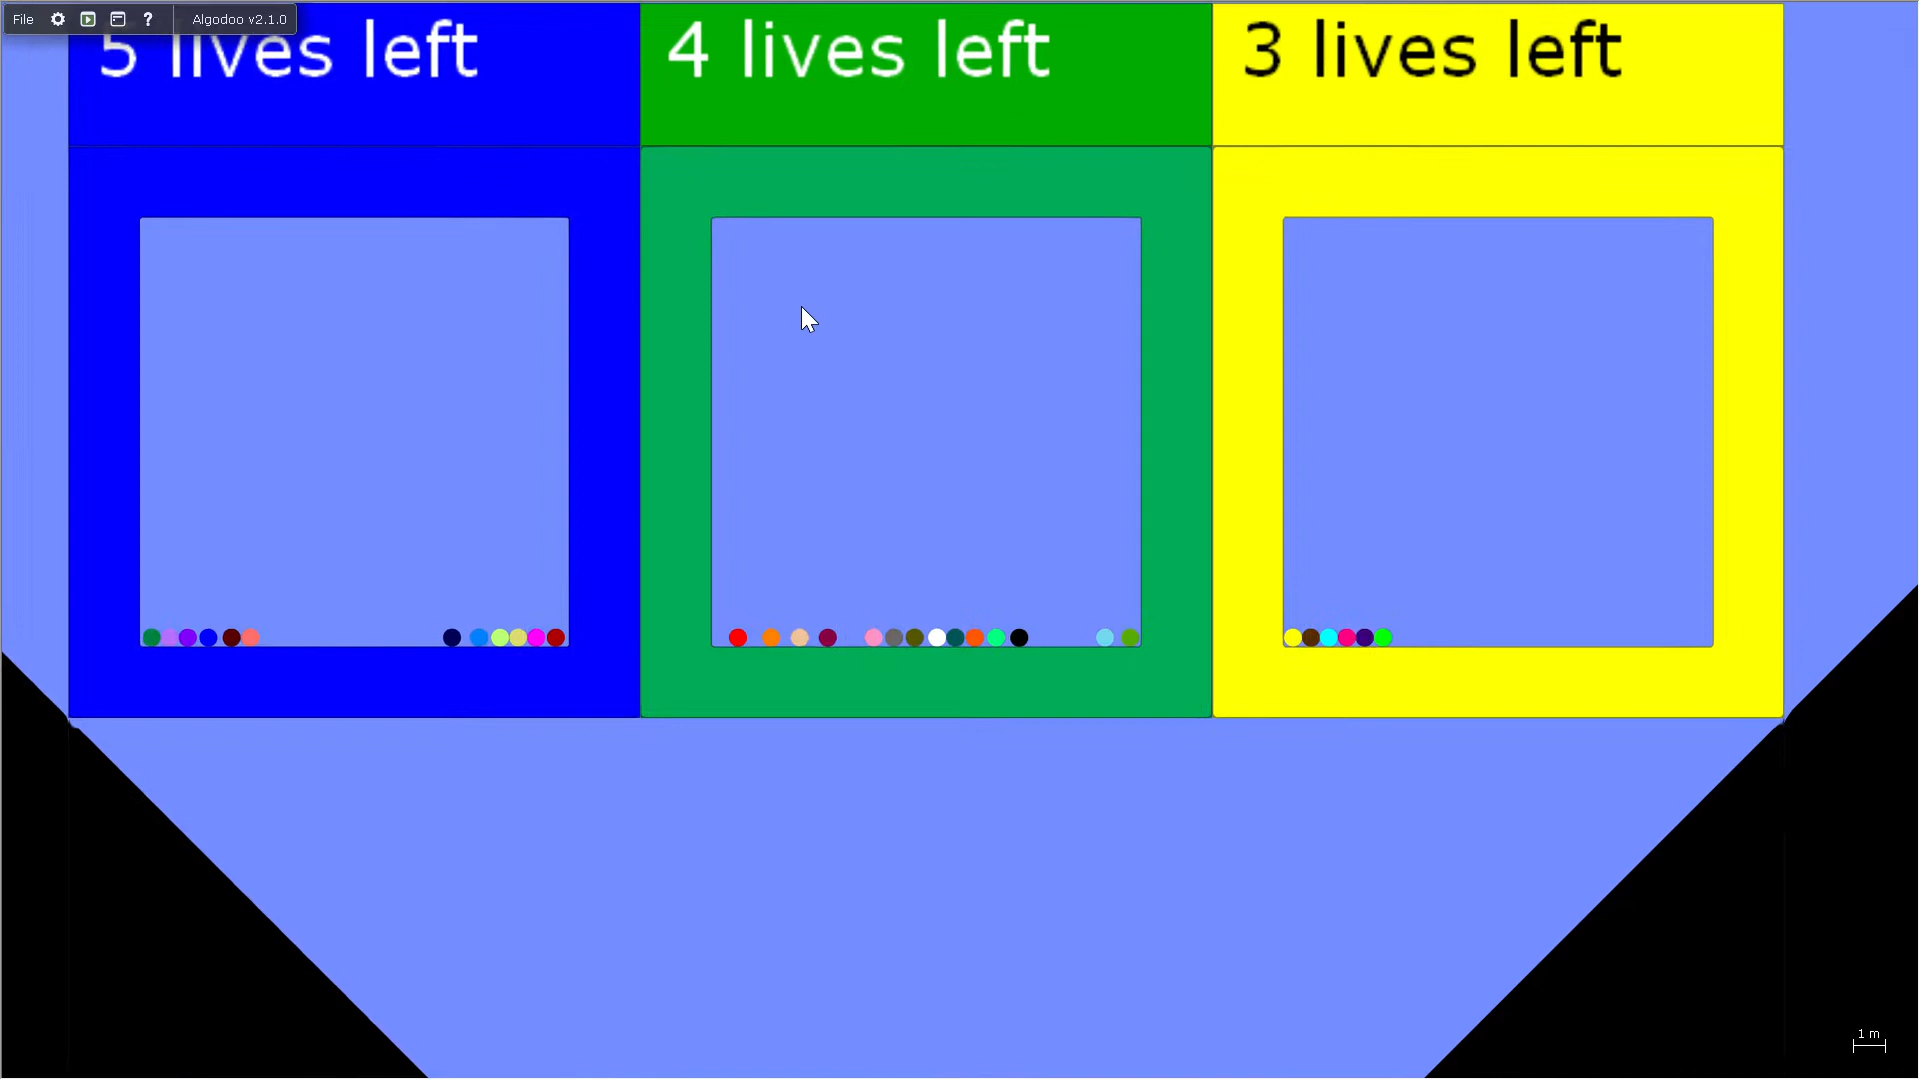 File ? Algodoo v2.1.0
5 lives left
4 lives left
3 lives left
1 m